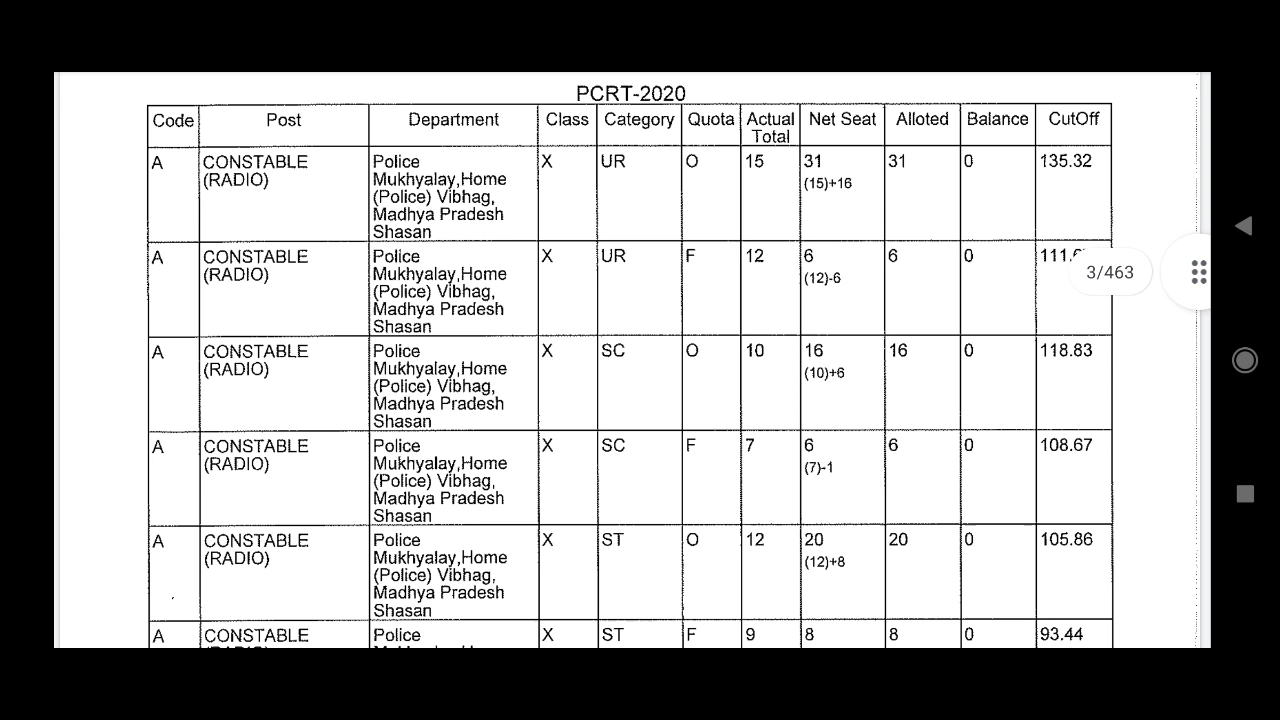 PCRT-2020
Code Post Department Class Category Quota Actual Total Net Seat Alloted Balance CutOff
A CONSTABLE (RADIO) Police Mukhyalay,Home (Police) Vibhag, Madhya Pradesh Shasan X UR O 15 31 (15)+16 31 0 135.32
A CONSTABLE (RADIO) Police Mukhyalay,Home (Police) Vibhag, Madhya Pradesh Shasan X UR F 12 6 (12)-6 6 0
3/463
A CONSTABLE (RADIO) Police Mukhyalay,Home (Police) Vibhag, Madhya Pradesh Shasan X SC O 10 16 (10)+6 16 0 118.83
A CONSTABLE (RADIO) Police Mukhyalay,Home (Police) Vibhag, Madhya Pradesh Shasan X SC F 7 6 (7)-1 6 0 108.67
A CONSTABLE (RADIO) Police Mukhyalay,Home (Police) Vibhag, Madhya Pradesh Shasan X ST O 12 20 (12)+8 20 0 105.86
A CONSTABLE Police X ST F 9 8 8 0 93.44